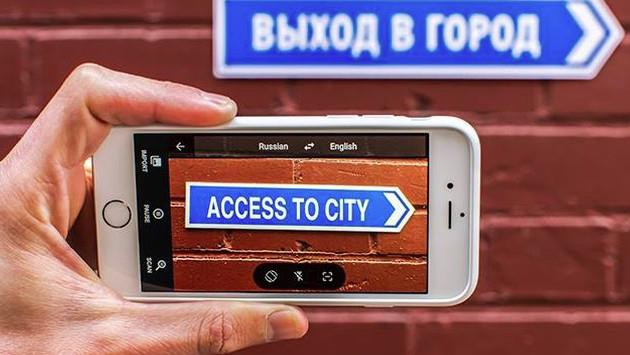 ВЫХОД В ГОРОД
Russian English
ACCESS TO CITY
IMPORT
PAUSE
SCAN